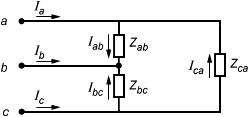 a I_a
I_ab Z_ab
b I_b
I_ca Z_ca
I_bc Z_bc
c I_c